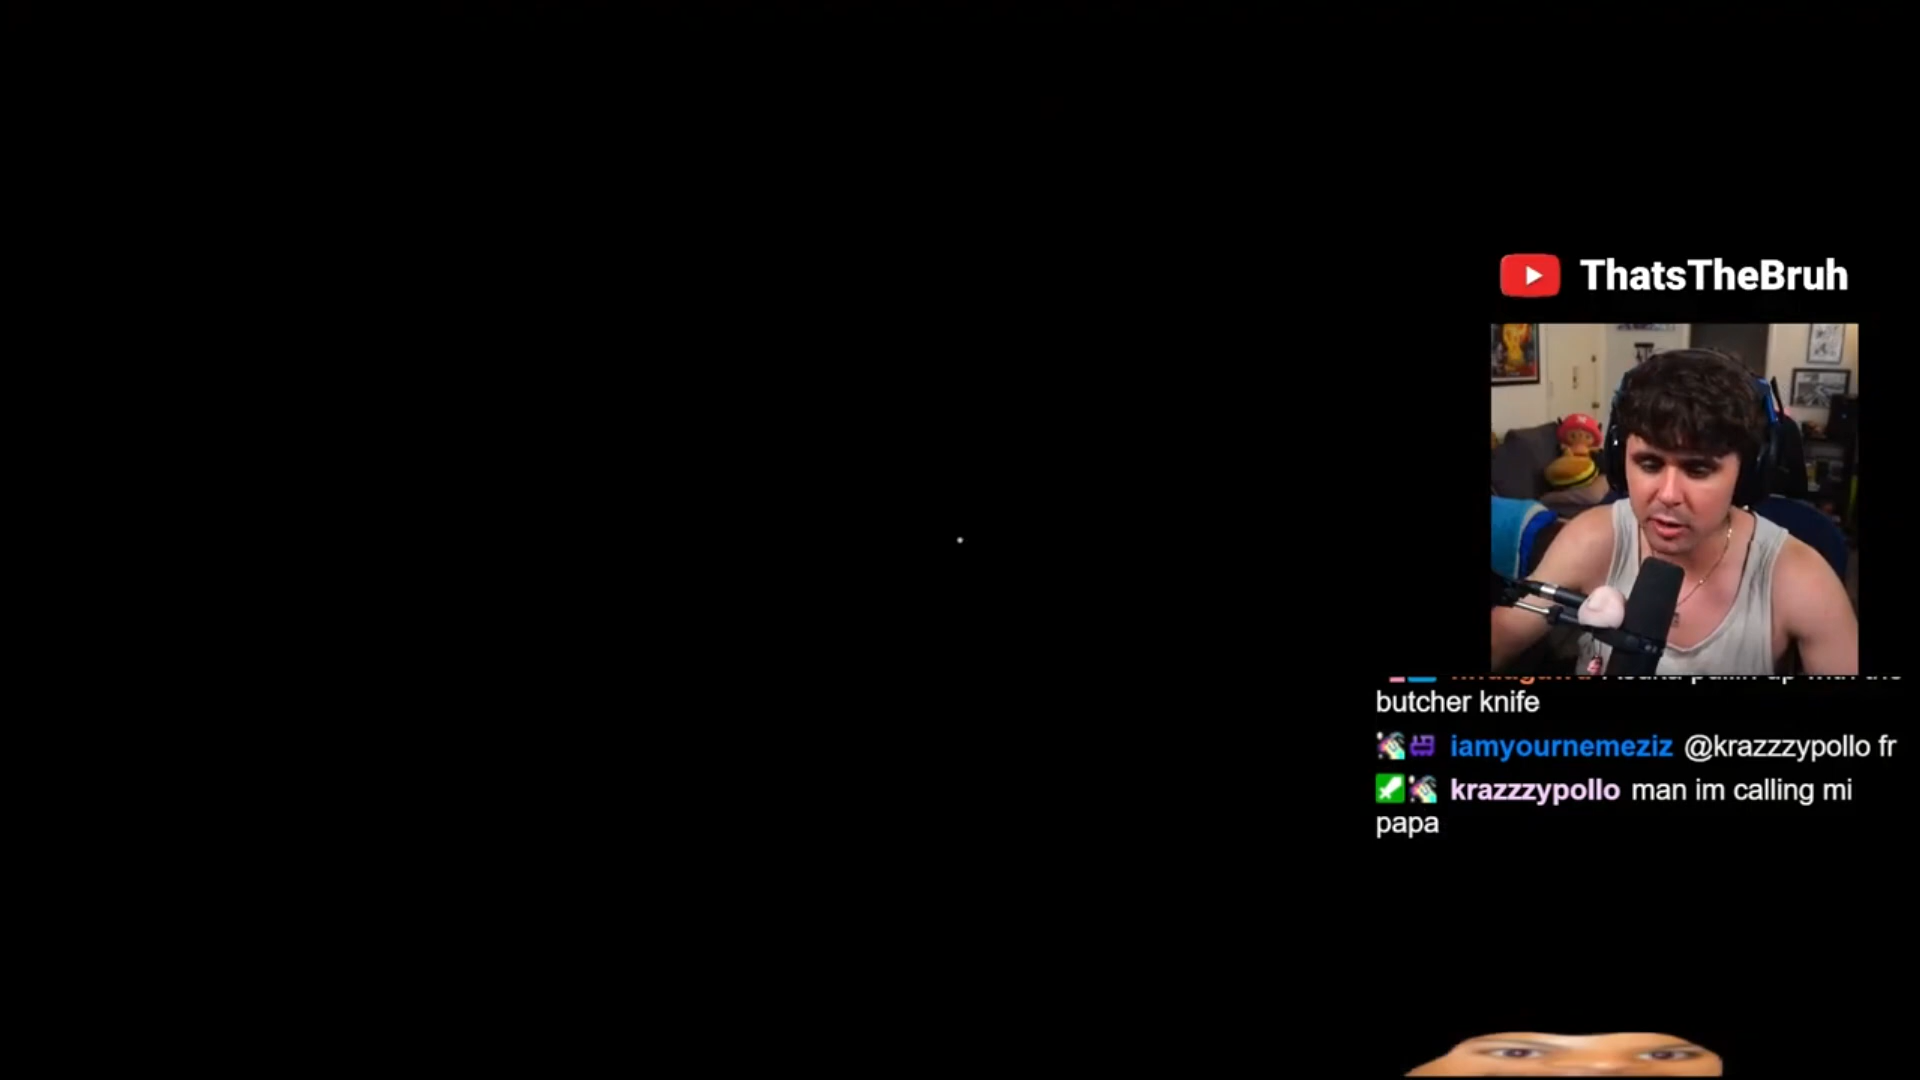 ThatsTheBruh
butcher knife
iamyournemeziz @krazzzypollo fr
krazzzypollo man im calling mi
papa